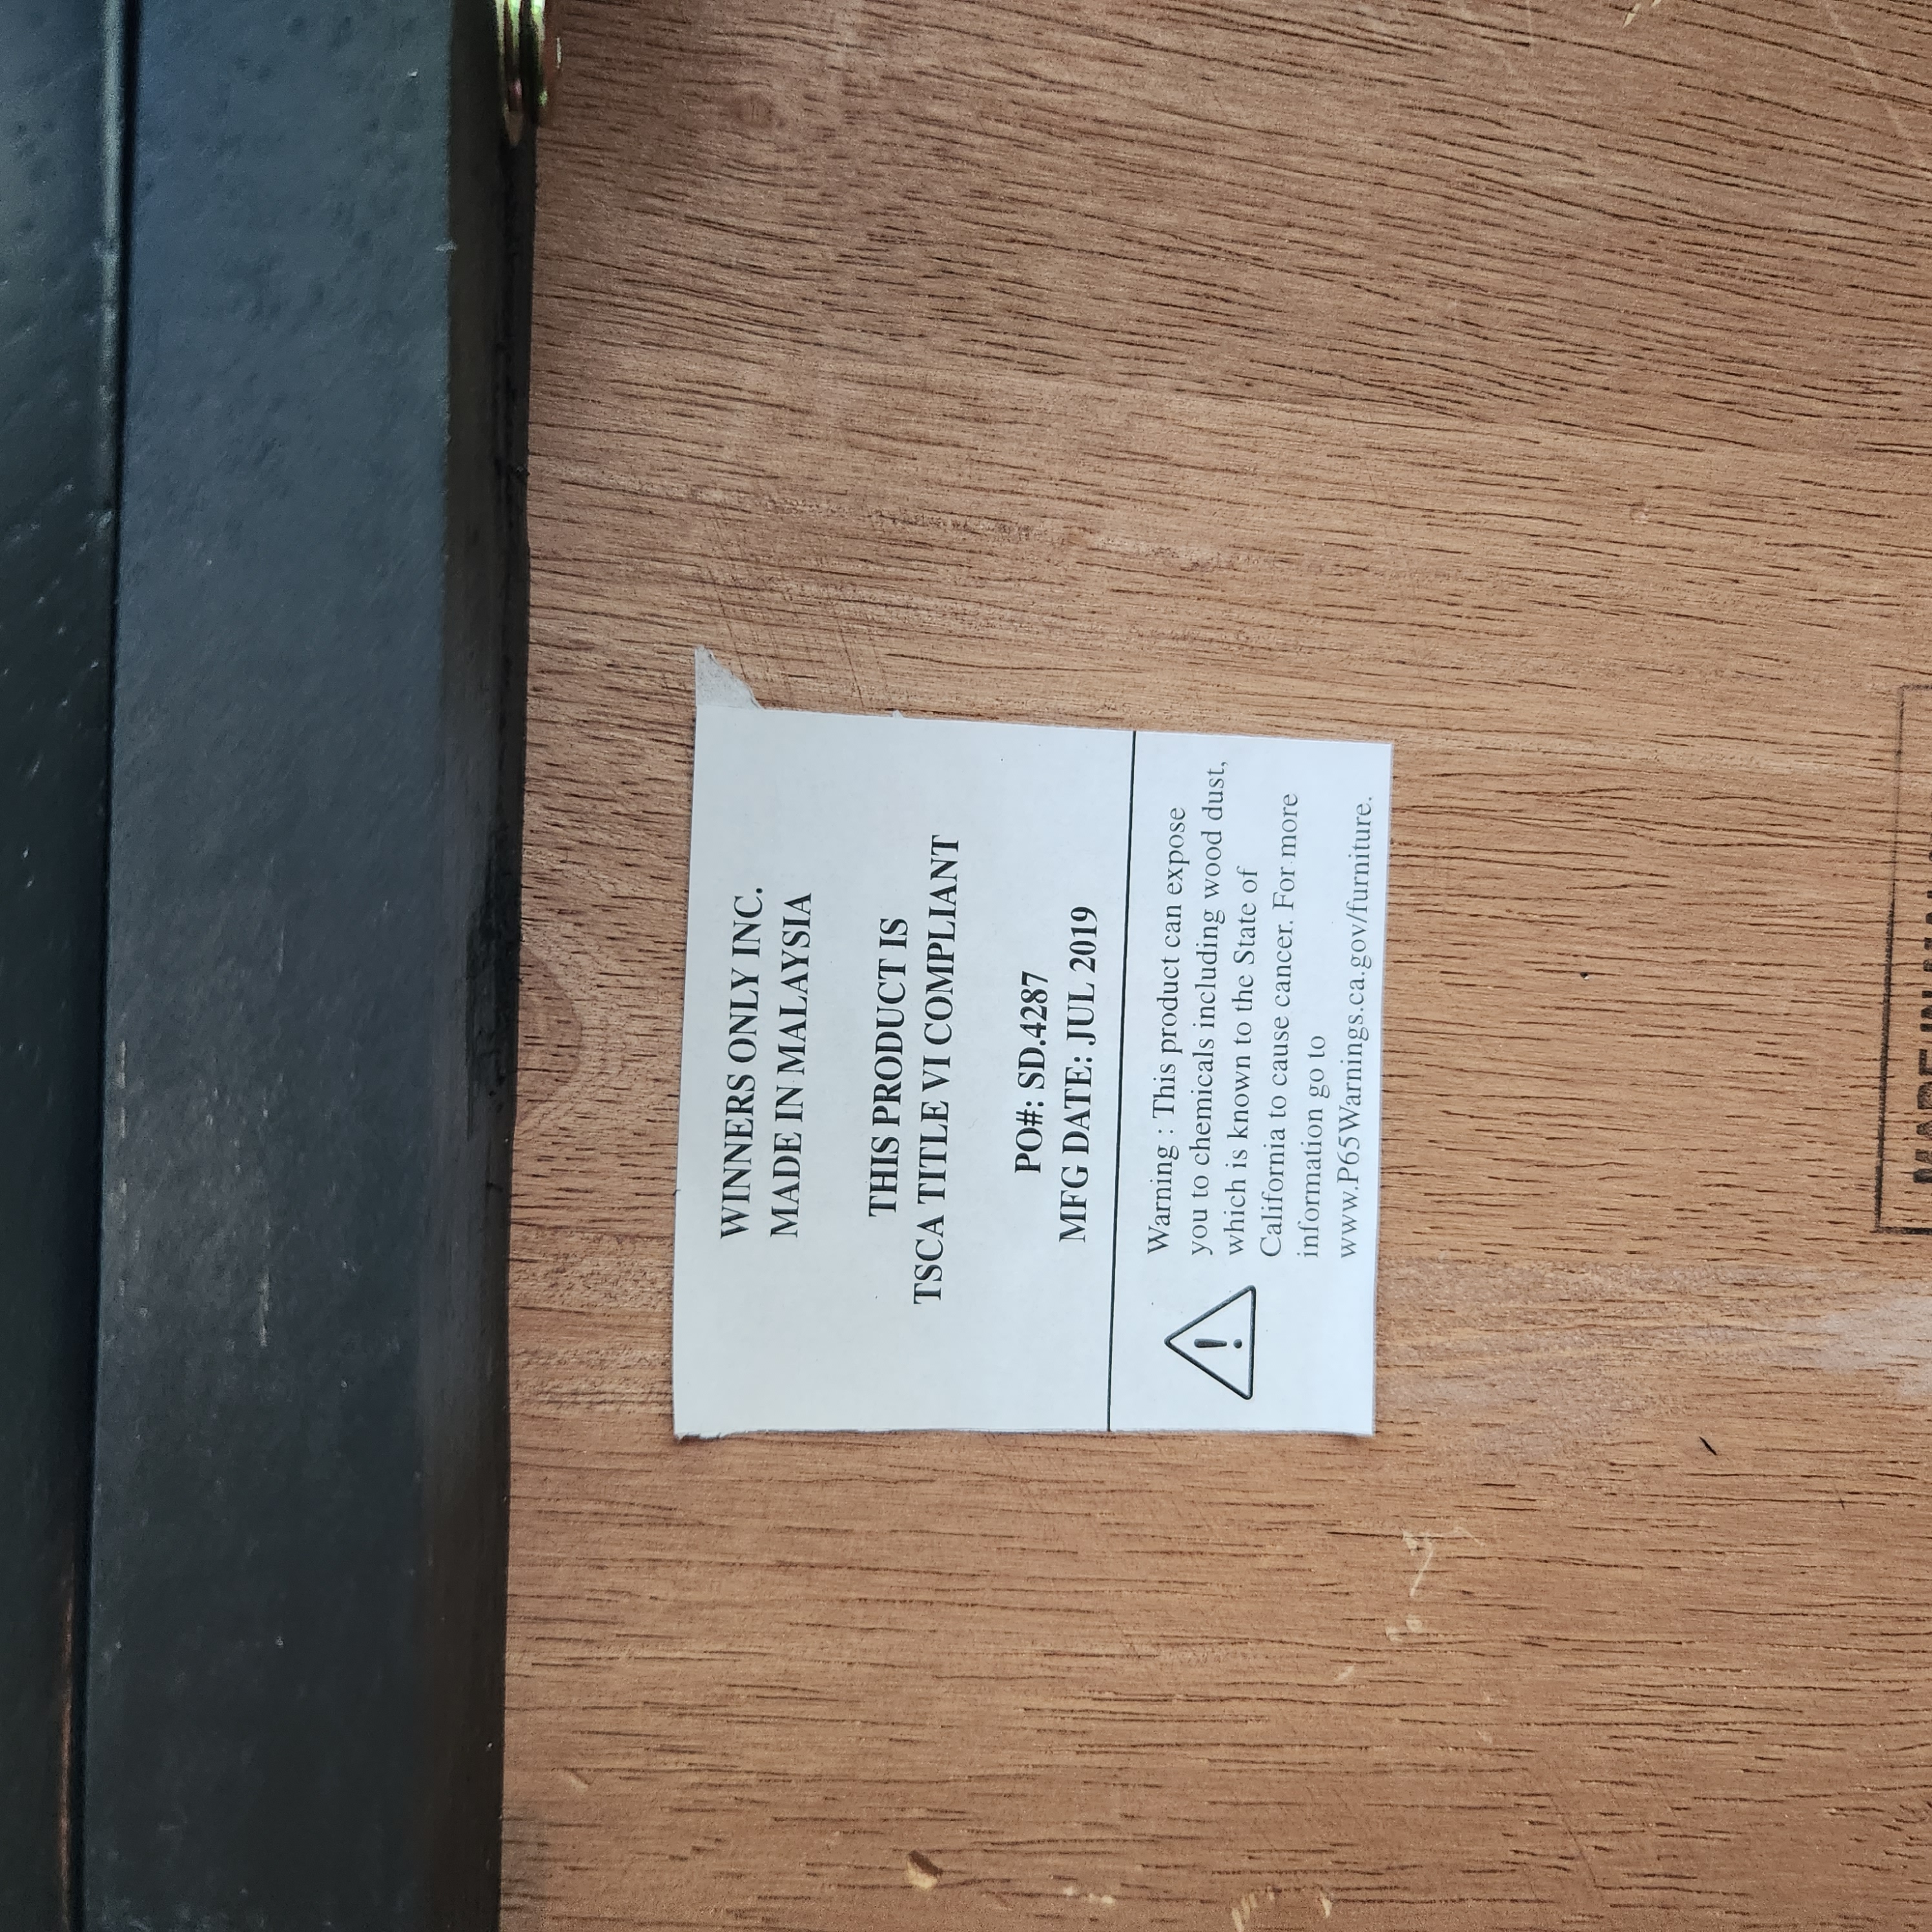 WINNERS ONLY INC.
MADE IN MALAYSIA
THIS PRODUCT IS
TSCA TITLE VI COMPLIANT
PO#: SD.4287
MFG DATE: JUL 2019
Warning : This product can expose
you to chemicals including wood dust,
which is known to the State of
California to cause cancer. For more
information go to
www.P65Warnings.ca.gov/furniture.